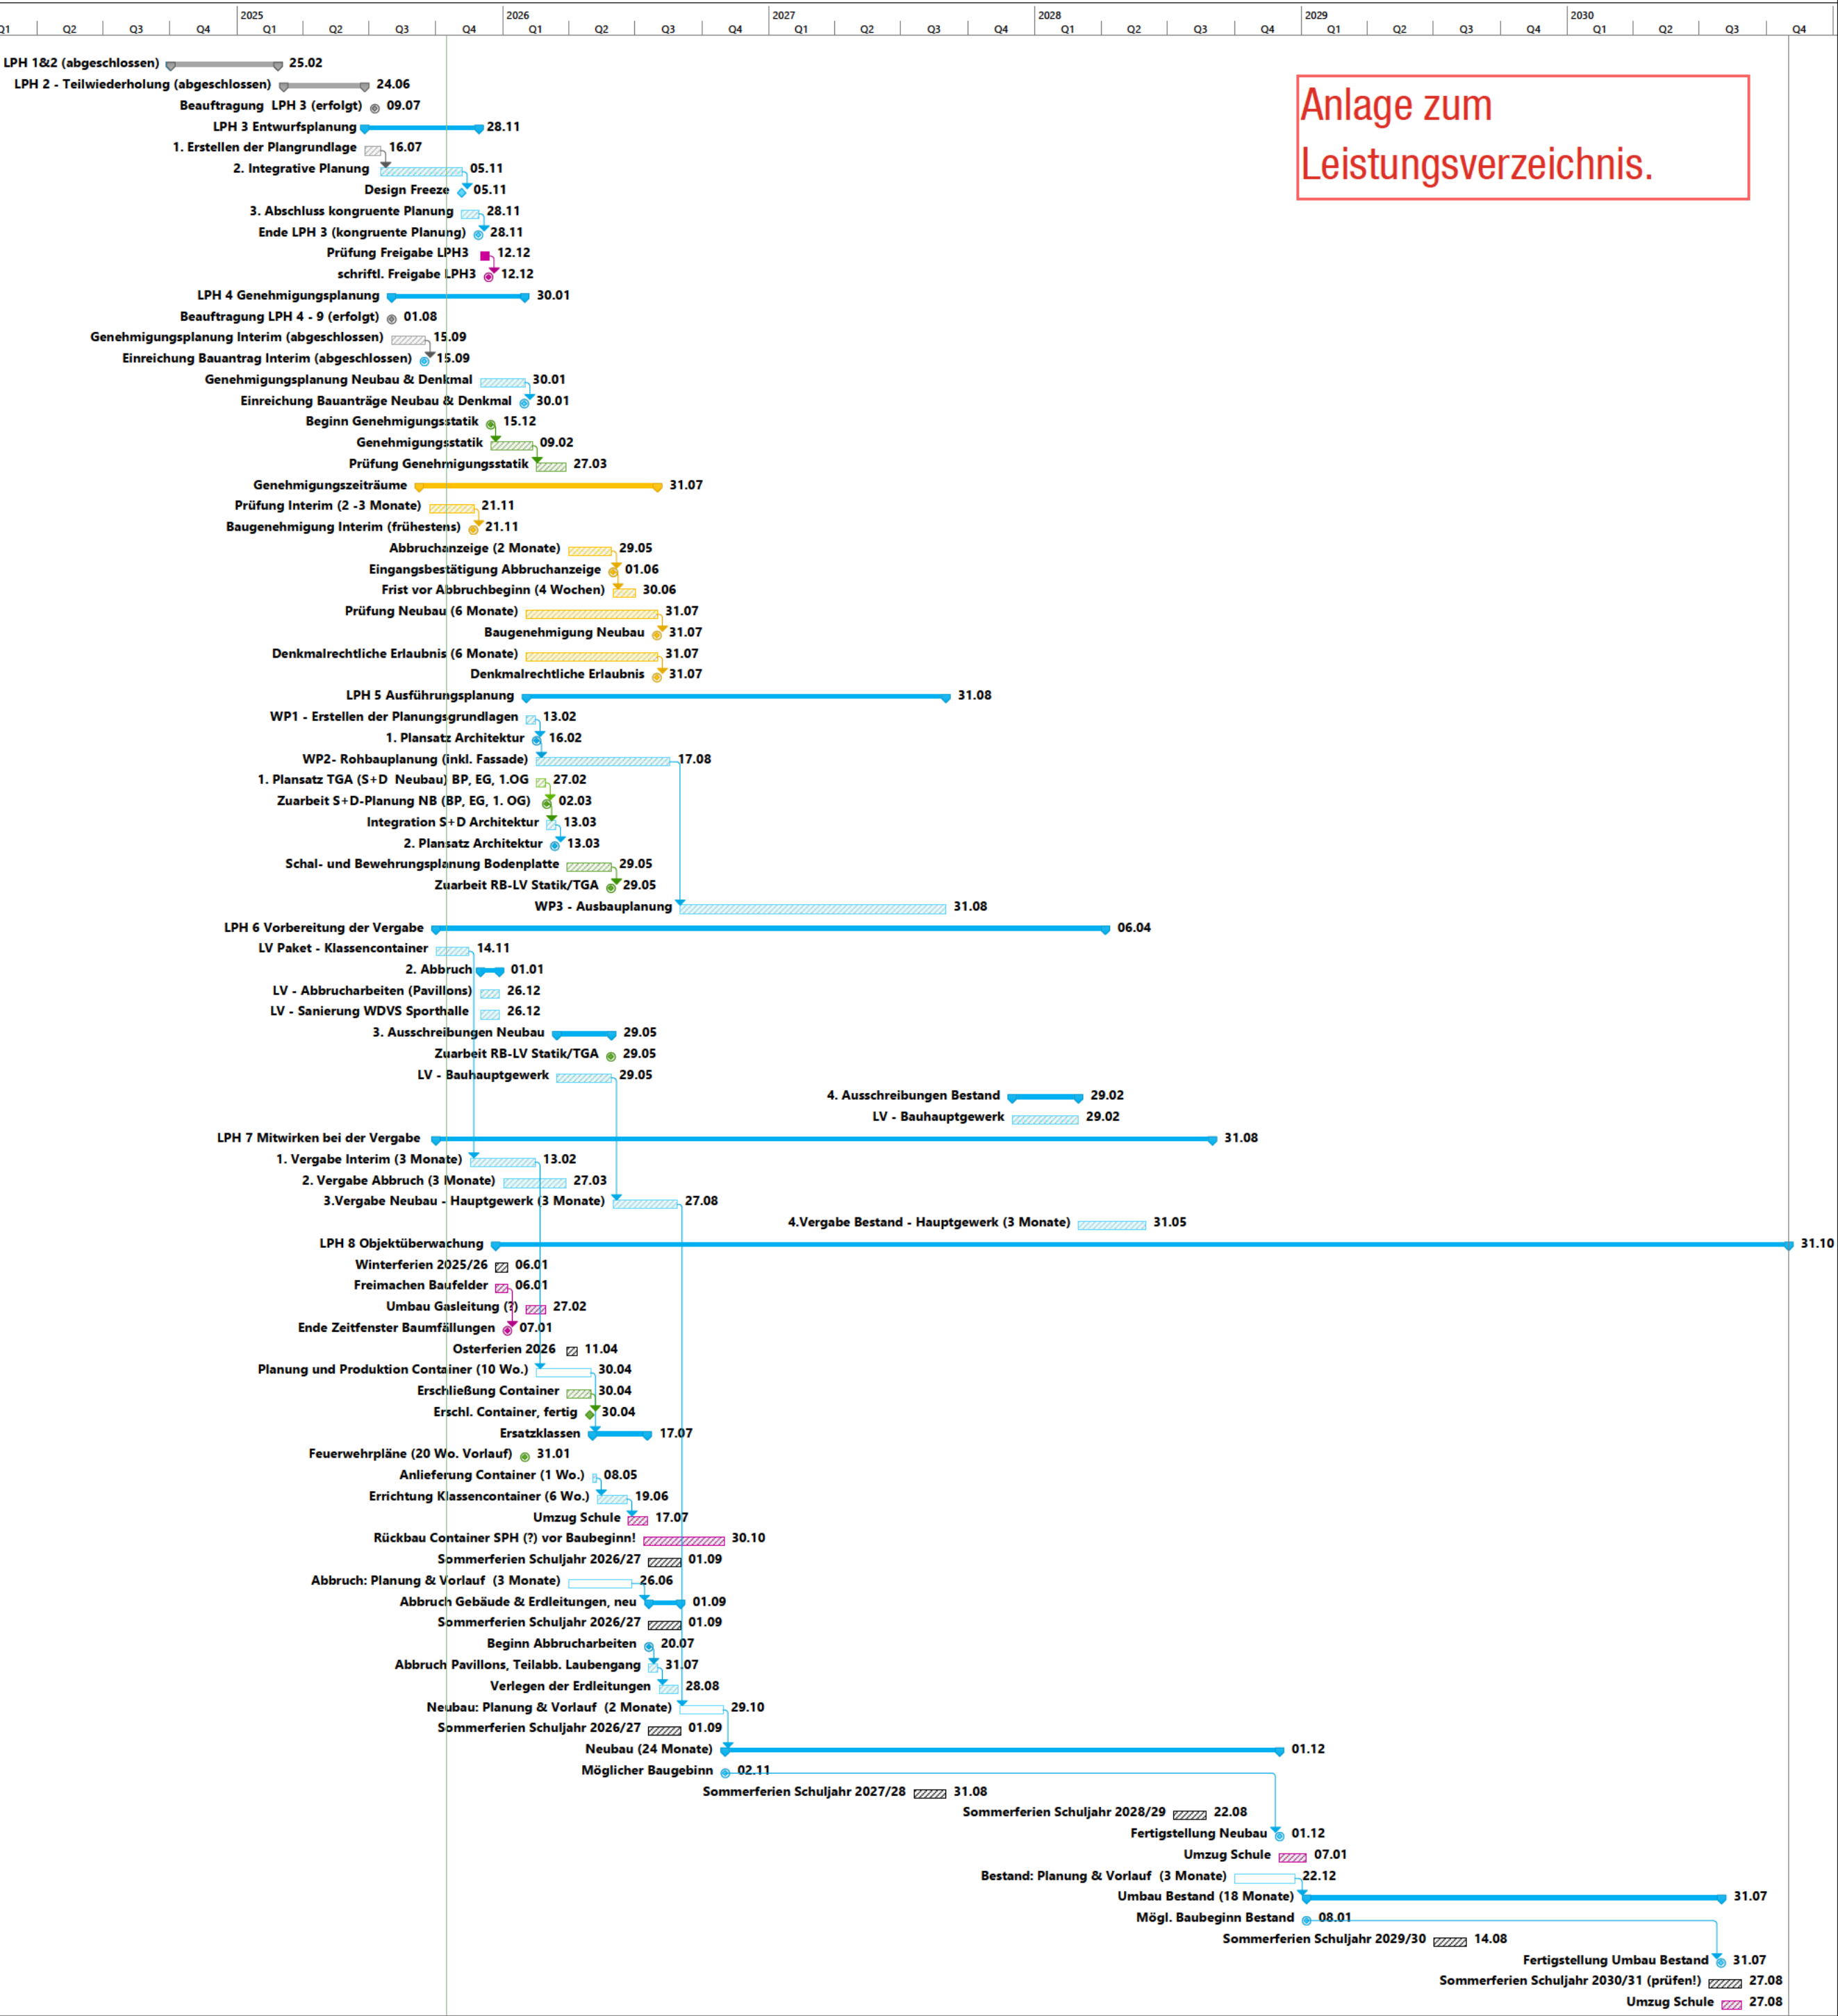 2025 2026 2027 2028 2029 2030
Q1 Q2 Q3 Q4 Q1 Q2 Q3 Q4 Q1 Q2 Q3 Q4 Q1 Q2 Q3 Q4 Q1 Q2 Q3 Q4 Q1 Q2 Q3 Q4 Q1 Q2 Q3 Q4
Anlage zum
Leistungsverzeichnis.
LPH 1&2 (abgeschlossen) 25.02
LPH 2 - Teilwiederholung (abgeschlossen) 24.06
Beauftragung LPH 3 (erfolgt) 09.07
LPH 3 Entwurfsplanung 28.11
1. Erstellen der Plangrundlage 16.07
2. Integrative Planung 05.11
Design Freeze 05.11
3. Abschluss kongruente Planung 28.11
Ende LPH 3 (kongruente Planung) 28.11
Prüfung Freigabe LPH3 12.12
schriftl. Freigabe LPH3 12.12
LPH 4 Genehmigungsplanung 30.01
Beauftragung LPH 4 - 9 (erfolgt) 01.08
Genehmigungsplanung Interim (abgeschlossen) 15.09
Einreichung Bauantrag Interim (abgeschlossen) 15.09
Genehmigungsplanung Neubau & Denkmal 30.01
Einreichung Bauanträge Neubau & Denkmal 30.01
Beginn Genehmigungsstatik 15.12
Genehmigungsstatik 09.02
Prüfung Genehmigungsstatik 27.03
Genehmigungszeiträume 31.07
Prüfung Interim (2 -3 Monate) 21.11
Baugenehmigung Interim (frühestens) 21.11
Abbruchanzeige (2 Monate) 29.05
Eingangsbestätigung Abbruchanzeige 01.06
Frist vor Abbruchbeginn (4 Wochen) 30.06
Prüfung Neubau (6 Monate) 31.07
Baugenehmigung Neubau 31.07
Denkmalrechtliche Erlaubnis (6 Monate) 31.07
Denkmalrechtliche Erlaubnis 31.07
LPH 5 Ausführungsplanung 31.08
WP1 - Erstellen der Planungsgrundlagen 13.02
1. Plansatz Architektur 16.02
WP2- Rohbauplanung (inkl. Fassade) 17.08
1. Plansatz TGA (S+D Neubau) BP, EG, 1.OG 27.02
Zuarbeit S+D-Planung NB (BP, EG, 1. OG) 02.03
Integration S+D Architektur 13.03
2. Plansatz Architektur 13.03
Schal- und Bewehrungsplanung Bodenplatte 29.05
Zuarbeit RB-LV Statik/TGA 29.05
WP3 - Ausbauplanung 31.08
LPH 6 Vorbereitung der Vergabe 06.04
LV Paket - Klassencontainer 14.11
2. Abbruch 01.01
LV - Abbrucharbeiten (Pavillons) 26.12
LV - Sanierung WDVS Sporthalle 26.12
3. Ausschreibungen Neubau 29.05
Zuarbeit RB-LV Statik/TGA 29.05
LV - Bauhauptgewerk 29.05
4. Ausschreibungen Bestand 29.02
LV - Bauhauptgewerk 29.02
LPH 7 Mitwirken bei der Vergabe 31.08
1. Vergabe Interim (3 Monate) 13.02
2. Vergabe Abbruch (3 Monate) 27.03
3.Vergabe Neubau - Hauptgewerk (3 Monate) 27.08
4.Vergabe Bestand - Hauptgewerk (3 Monate) 31.05
LPH 8 Objektüberwachung 31.10
Winterferien 2025/26 06.01
Freimachen Baufelder 06.01
Umbau Gasleitung (?) 27.02
Ende Zeitfenster Baumfällungen 07.01
Osterferien 2026 11.04
Planung und Produktion Container (10 Wo.) 30.04
Erschließung Container 30.04
Erschl. Container, fertig 30.04
Ersatzklassen 17.07
Feuerwehrpläne (20 Wo. Vorlauf) 31.01
Anlieferung Container (1 Wo.) 08.05
Errichtung Klassencontainer (6 Wo.) 19.06
Umzug Schule 17.07
Rückbau Container SPH (?) vor Baubeginn! 30.10
Sommerferien Schuljahr 2026/27 01.09
Abbruch: Planung & Vorlauf (3 Monate) 26.06
Abbruch Gebäude & Erdleitungen, neu 01.09
Sommerferien Schuljahr 2026/27 01.09
Beginn Abbrucharbeiten 20.07
Abbruch Pavillons, Teilabb. Laubengang 31.07
Verlegen der Erdleitungen 28.08
Neubau: Planung & Vorlauf (2 Monate) 29.10
Sommerferien Schuljahr 2026/27 01.09
Neubau (24 Monate) 01.12
Möglicher Baugebinn 02.11
Sommerferien Schuljahr 2027/28 31.08
Sommerferien Schuljahr 2028/29 22.08
Fertigstellung Neubau 01.12
Umzug Schule 07.01
Bestand: Planung & Vorlauf (3 Monate) 22.12
Umbau Bestand (18 Monate) 31.07
Mögl. Baubeginn Bestand 08.01
Sommerferien Schuljahr 2029/30 14.08
Fertigstellung Umbau Bestand 31.07
Sommerferien Schuljahr 2030/31 (prüfen!) 27.08
Umzug Schule 27.08